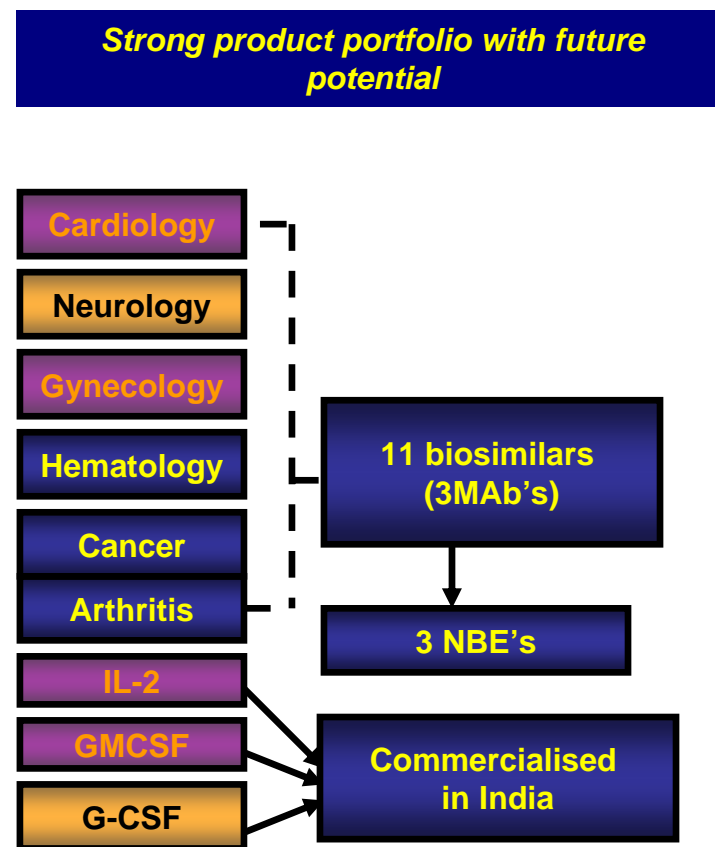 Strong product portfolio with future
potential
Cardiology
Neurology
Gynecology
Hematology
Cancer
Arthritis
IL-2
GMCSF
G-CSF
11 biosimilars
(3MAb's)
3 NBE's
Commercialised
in India